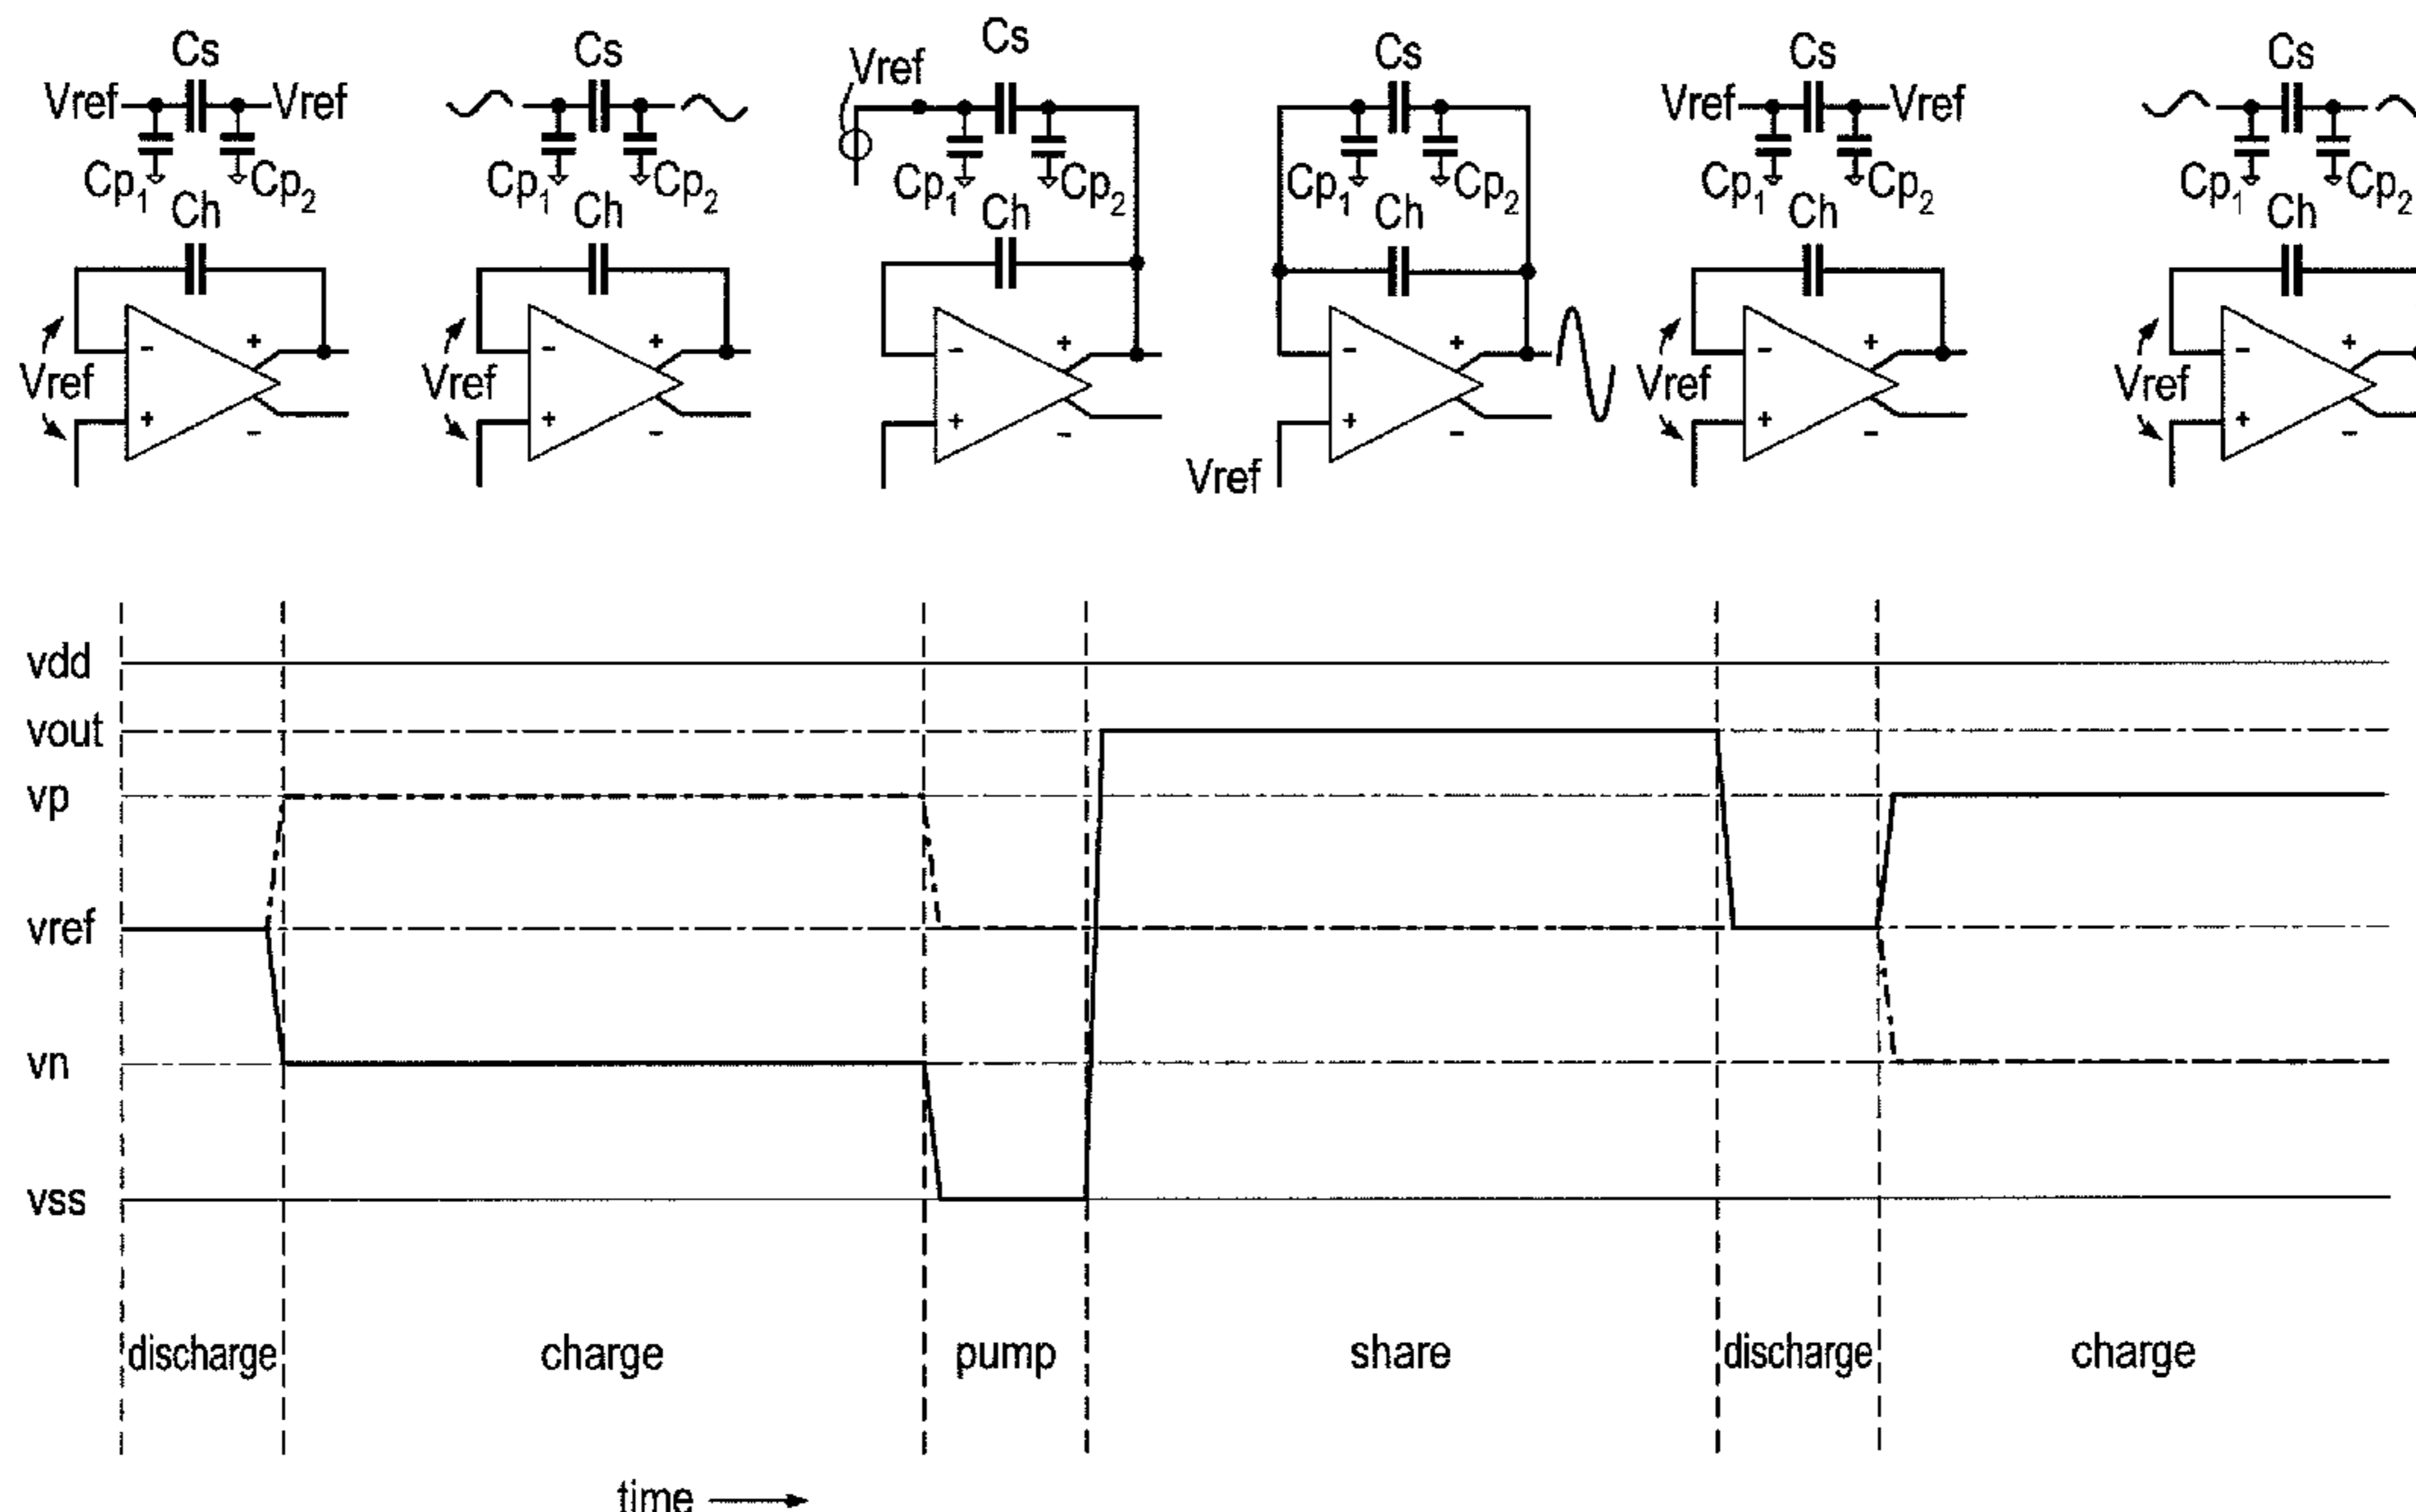 Cs Cs Cs Cs Cs Cs
Vref Vref Vref Vref Vref
Cp1 Cp2 Cp1 Cp2 Cp1 Cp2 Cp1 Cp2 Cp1 Cp2 Cp1 Cp2
Ch Ch Ch Ch Ch Ch
+ + + + + +
- - - - - -
Vref Vref Vref Vref
+ + + + + +
- - - - - -
Vref
vdd
vout
vp
vref
vn
vss
discharge charge pump share discharge charge
time